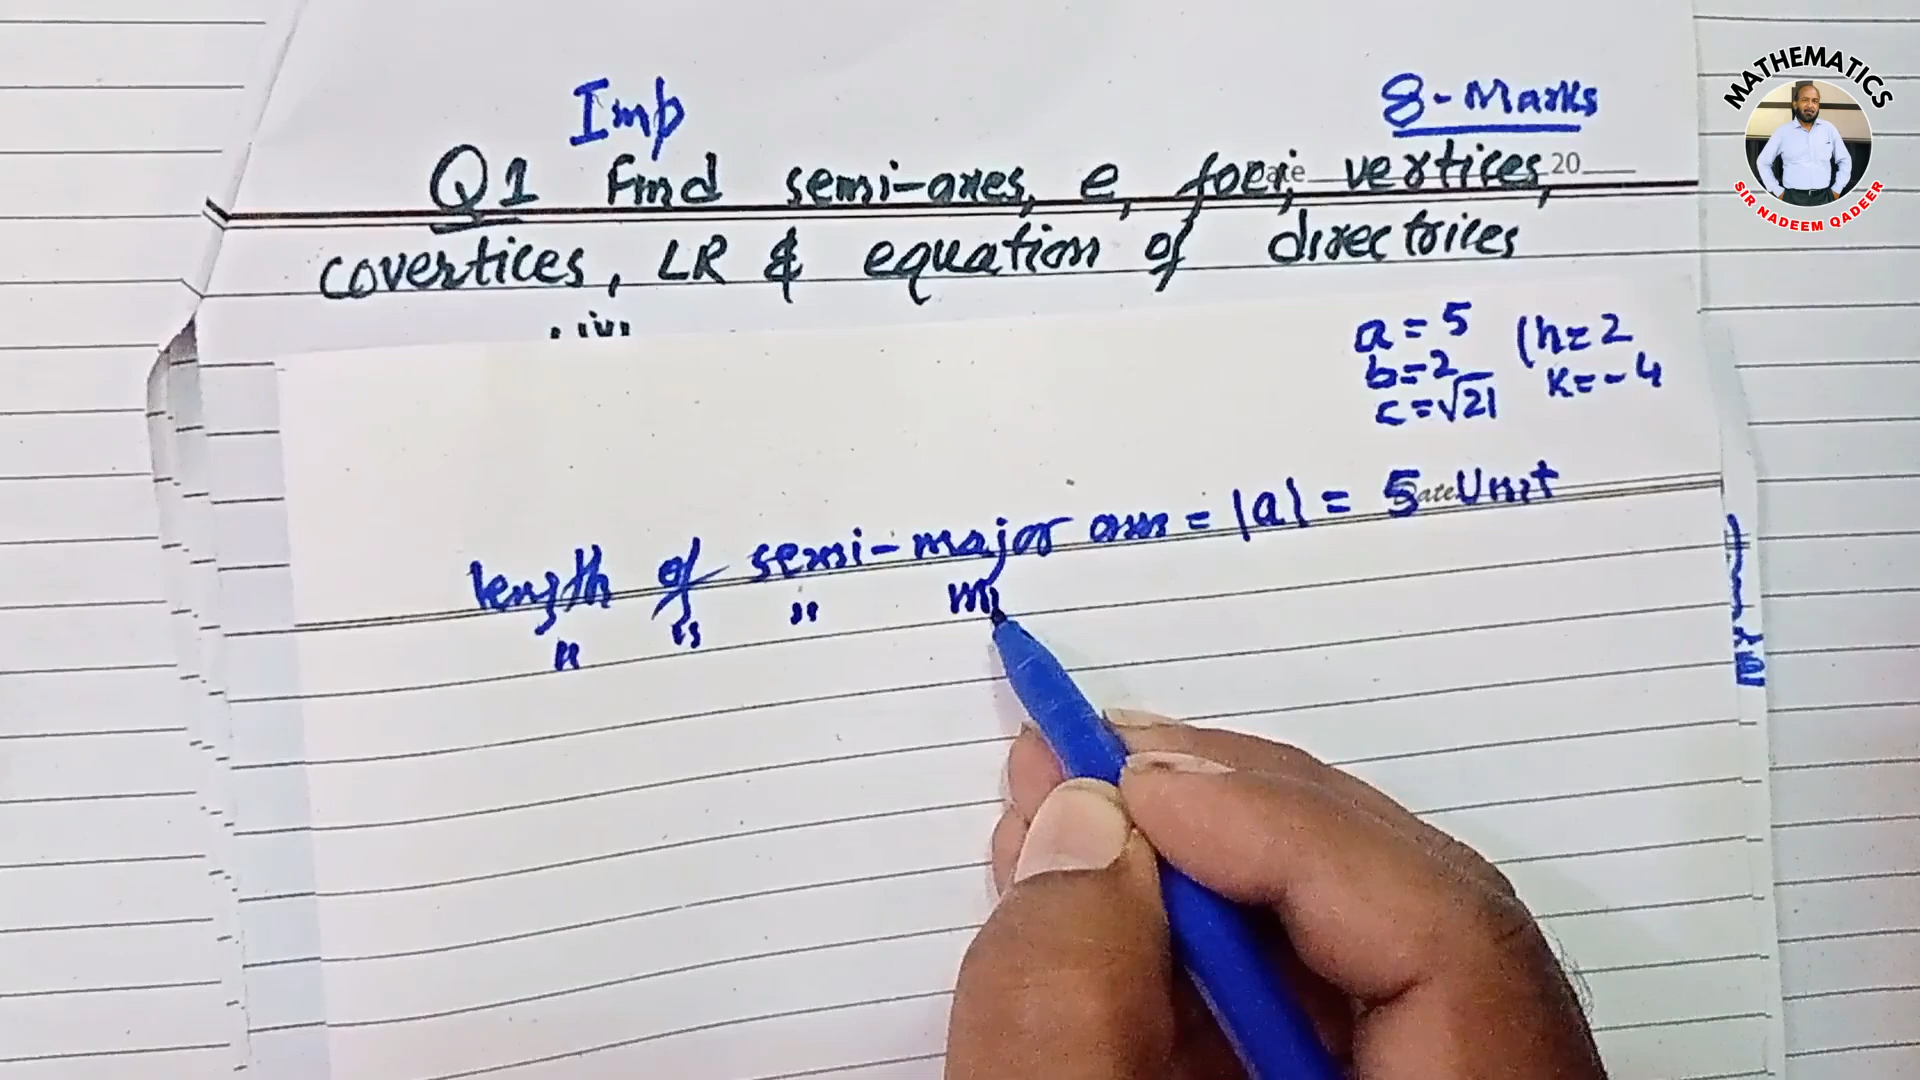 Imp
8-Marks
MATHEMATICS
SIR NADEEM QADEER
Q1 Find semi-axes, e, foci, vertices,
20
covertices, LR & equation of directrices
a = 5
b = 2
c = √21
(h = 2
K = -4
length of semi-major axis = |a| = 5 Unit
" " " mi